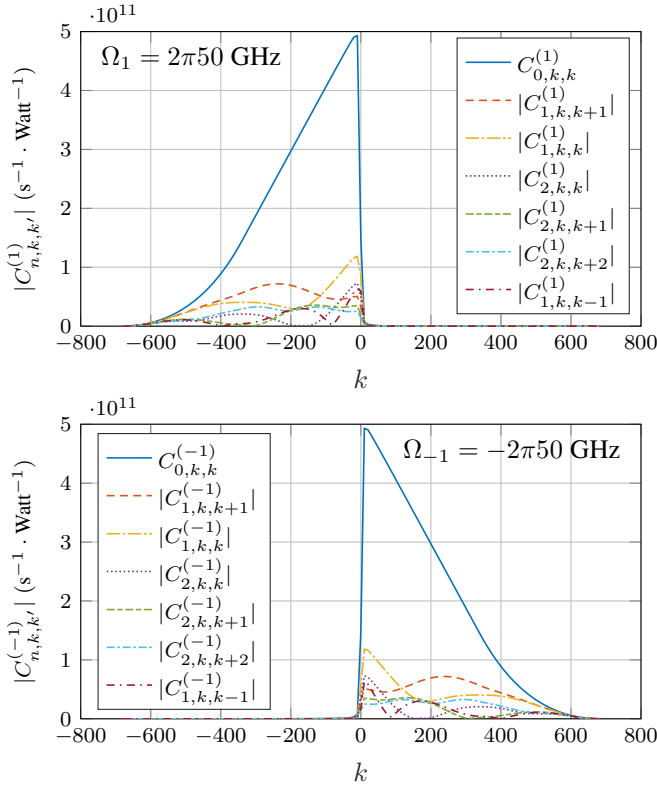 ·10^11
5
4
3
2
1
0
|C^(1)_{n,k,k′}| (s^−1 · Watt^−1)
Ω_1 = 2π50 GHz
C^(1)_{0,k,k}
|C^(1)_{1,k,k+1}|
|C^(1)_{1,k,k}|
|C^(1)_{2,k,k}|
|C^(1)_{2,k,k+1}|
|C^(1)_{2,k,k+2}|
|C^(1)_{1,k,k−1}|
−800 −600 −400 −200 0 200 400 600 800
k
·10^11
5
4
3
2
1
0
|C^(−1)_{n,k,k′}| (s^−1 · Watt^−1)
C^(−1)_{0,k,k}
|C^(−1)_{1,k,k+1}|
|C^(−1)_{1,k,k}|
|C^(−1)_{2,k,k}|
|C^(−1)_{2,k,k+1}|
|C^(−1)_{2,k,k+2}|
|C^(−1)_{1,k,k−1}|
Ω_{−1} = −2π50 GHz
−800 −600 −400 −200 0 200 400 600 800
k